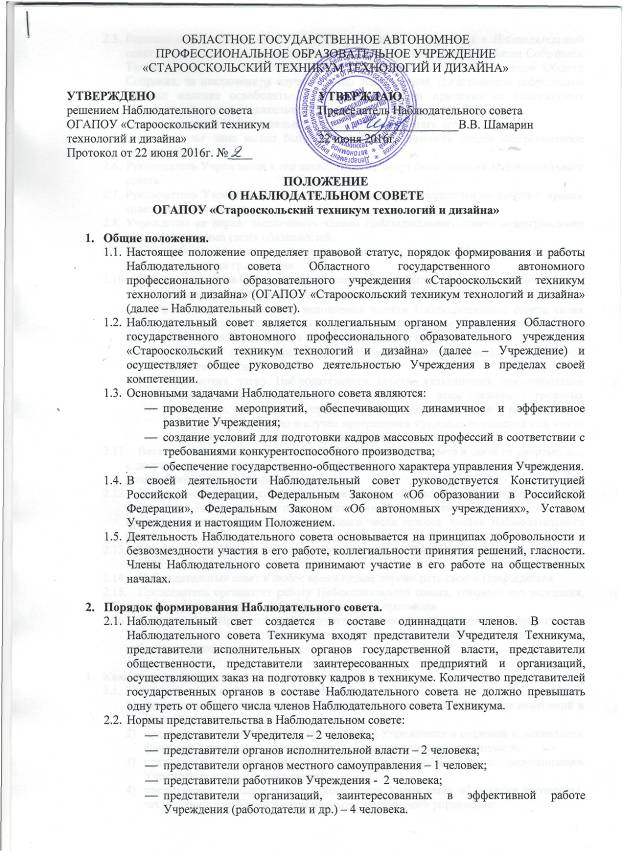 ОБЛАСТНОЕ ГОСУДАРСТВЕННОЕ АВТОНОМНОЕ
ПРОФЕССИОНАЛЬНОЕ ОБРАЗОВАТЕЛЬНОЕ УЧРЕЖДЕНИЕ
«СТАРООСКОЛЬСКИЙ ТЕХНИКУМ ТЕХНОЛОГИЙ И ДИЗАЙНА»
УТВЕРЖДЕНО
решением Наблюдательного совета
ОГАПОУ «Старооскольский техникум
технологий и дизайна»
Протокол от 22 июня 2016г. № 2
УТВЕРЖДАЮ
Председатель Наблюдательного совета
В.В. Шамарин
22 июня 2016г.
ПОЛОЖЕНИЕ
О НАБЛЮДАТЕЛЬНОМ СОВЕТЕ
ОГАПОУ «Старооскольский техникум технологий и дизайна»
1. Общие положения.
1.1. Настоящее положение определяет правовой статус, порядок формирования и работы
Наблюдательного совета Областного государственного автономного
профессионального образовательного учреждения «Старооскольский техникум
технологий и дизайна» (ОГАПОУ «Старооскольский техникум технологий и дизайна»
(далее – Наблюдательный совет).
1.2. Наблюдательный совет является коллегиальным органом управления Областного
государственного автономного профессионального образовательного учреждения
«Старооскольский техникум технологий и дизайна» (далее – Учреждение) и
осуществляет общее руководство деятельностью Учреждения в пределах своей
компетенции.
1.3. Основными задачами Наблюдательного совета являются:
— проведение мероприятий, обеспечивающих динамичное и эффективное
развитие Учреждения;
— создание условий для подготовки кадров массовых профессий в соответствии с
требованиями конкурентоспособного производства;
— обеспечение государственно-общественного характера управления Учреждения.
1.4. В своей деятельности Наблюдательный совет руководствуется Конституцией
Российской Федерации, Федеральным Законом «Об образовании в Российской
Федерации», Федеральным Законом «Об автономных учреждениях», Уставом
Учреждения и настоящим Положением.
1.5. Деятельность Наблюдательного совета основывается на принципах добровольности и
безвозмездности участия в его работе, коллегиальности принятия решений, гласности.
Члены Наблюдательного совета принимают участие в его работе на общественных
началах.
2. Порядок формирования Наблюдательного совета.
2.1. Наблюдательный свет создается в составе одиннадцати членов. В состав
Наблюдательного совета Техникума входят представители Учредителя Техникума,
представители исполнительных органов государственной власти, представители
общественности, представители заинтересованных предприятий и организаций,
осуществляющих заказ на подготовку кадров в техникуме. Количество представителей
государственных органов в составе Наблюдательного совета не должно превышать
одну треть от общего числа членов Наблюдательного совета Техникума.
2.2. Нормы представительства в Наблюдательном совете:
— представители Учредителя – 2 человека;
— представители органов исполнительной власти – 2 человека;
— представители органов местного самоуправления – 1 человек;
— представители работников Учреждения - 2 человека;
— представители организаций, заинтересованных в эффективной работе
Учреждения (работодатели и др.) – 4 человека.